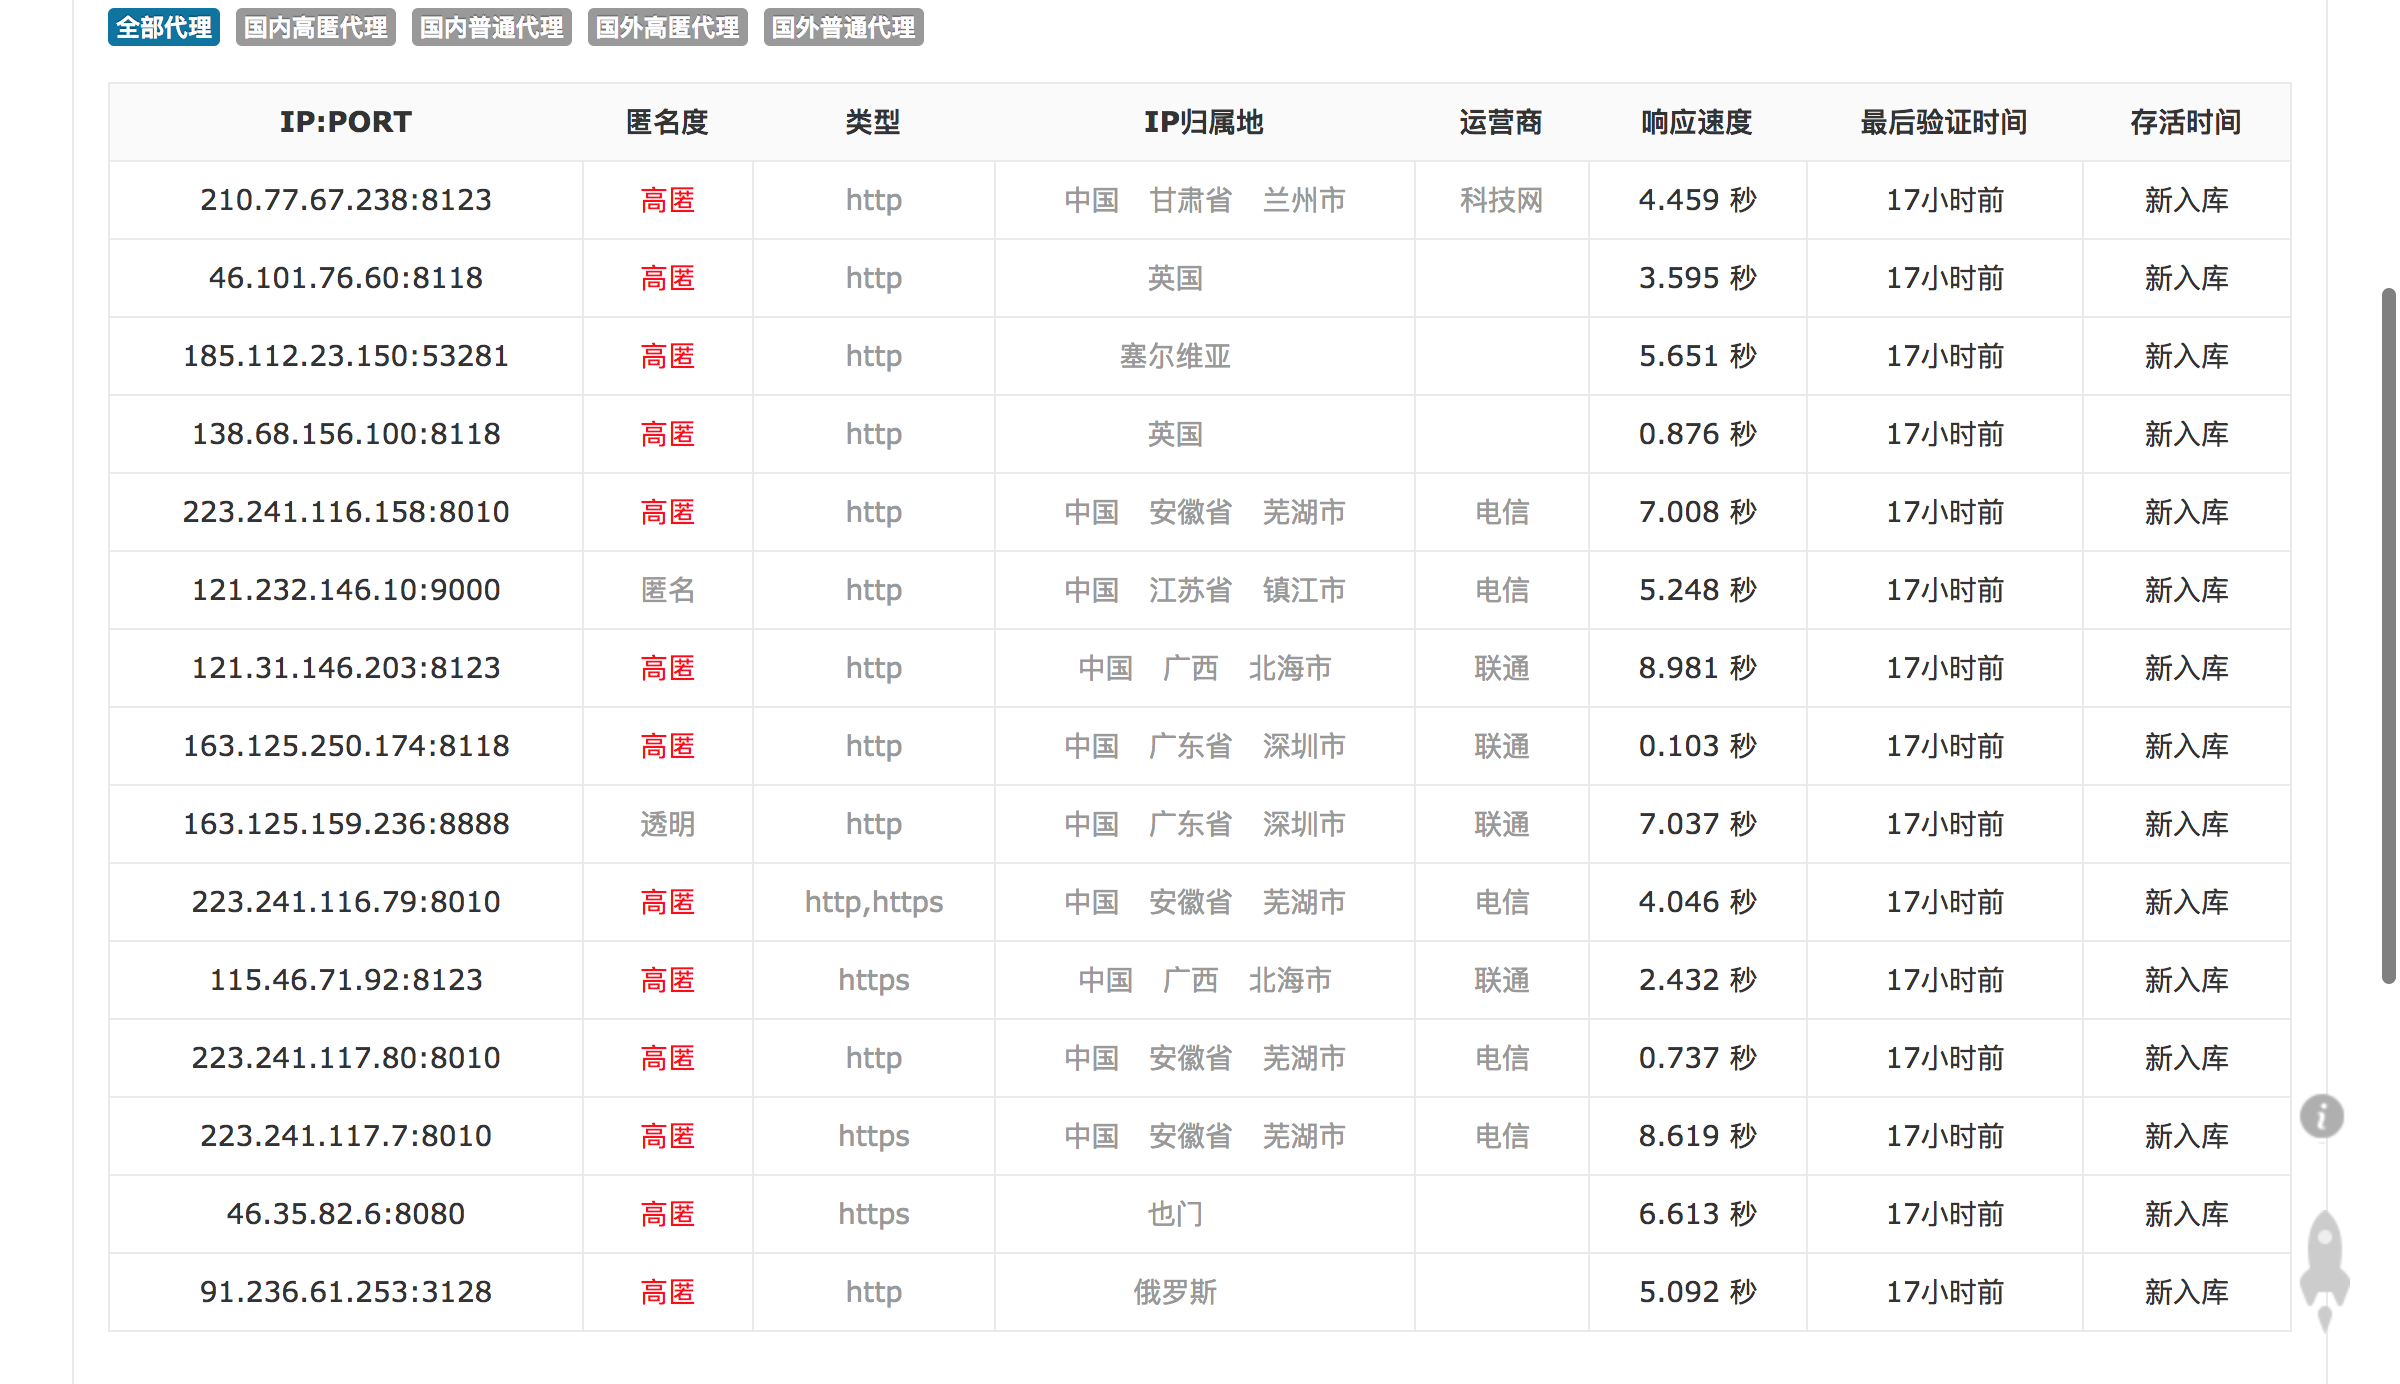 全部代理 国内高匿代理 国内普通代理 国外高匿代理 国外普通代理
IP:PORT 匿名度 类型 IP归属地 运营商 响应速度 最后验证时间 存活时间
210.77.67.238:8123 高匿 http 中国 甘肃省 兰州市 科技网 4.459 秒 17小时前 新入库
46.101.76.60:8118 高匿 http 英国 3.595 秒 17小时前 新入库
185.112.23.150:53281 高匿 http 塞尔维亚 5.651 秒 17小时前 新入库
138.68.156.100:8118 高匿 http 英国 0.876 秒 17小时前 新入库
223.241.116.158:8010 高匿 http 中国 安徽省 芜湖市 电信 7.008 秒 17小时前 新入库
121.232.146.10:9000 匿名 http 中国 江苏省 镇江市 电信 5.248 秒 17小时前 新入库
121.31.146.203:8123 高匿 http 中国 广西 北海市 联通 8.981 秒 17小时前 新入库
163.125.250.174:8118 高匿 http 中国 广东省 深圳市 联通 0.103 秒 17小时前 新入库
163.125.159.236:8888 透明 http 中国 广东省 深圳市 联通 7.037 秒 17小时前 新入库
223.241.116.79:8010 高匿 http,https 中国 安徽省 芜湖市 电信 4.046 秒 17小时前 新入库
115.46.71.92:8123 高匿 https 中国 广西 北海市 联通 2.432 秒 17小时前 新入库
223.241.117.80:8010 高匿 http 中国 安徽省 芜湖市 电信 0.737 秒 17小时前 新入库
223.241.117.7:8010 高匿 https 中国 安徽省 芜湖市 电信 8.619 秒 17小时前 新入库
46.35.82.6:8080 高匿 https 也门 6.613 秒 17小时前 新入库
91.236.61.253:3128 高匿 http 俄罗斯 5.092 秒 17小时前 新入库